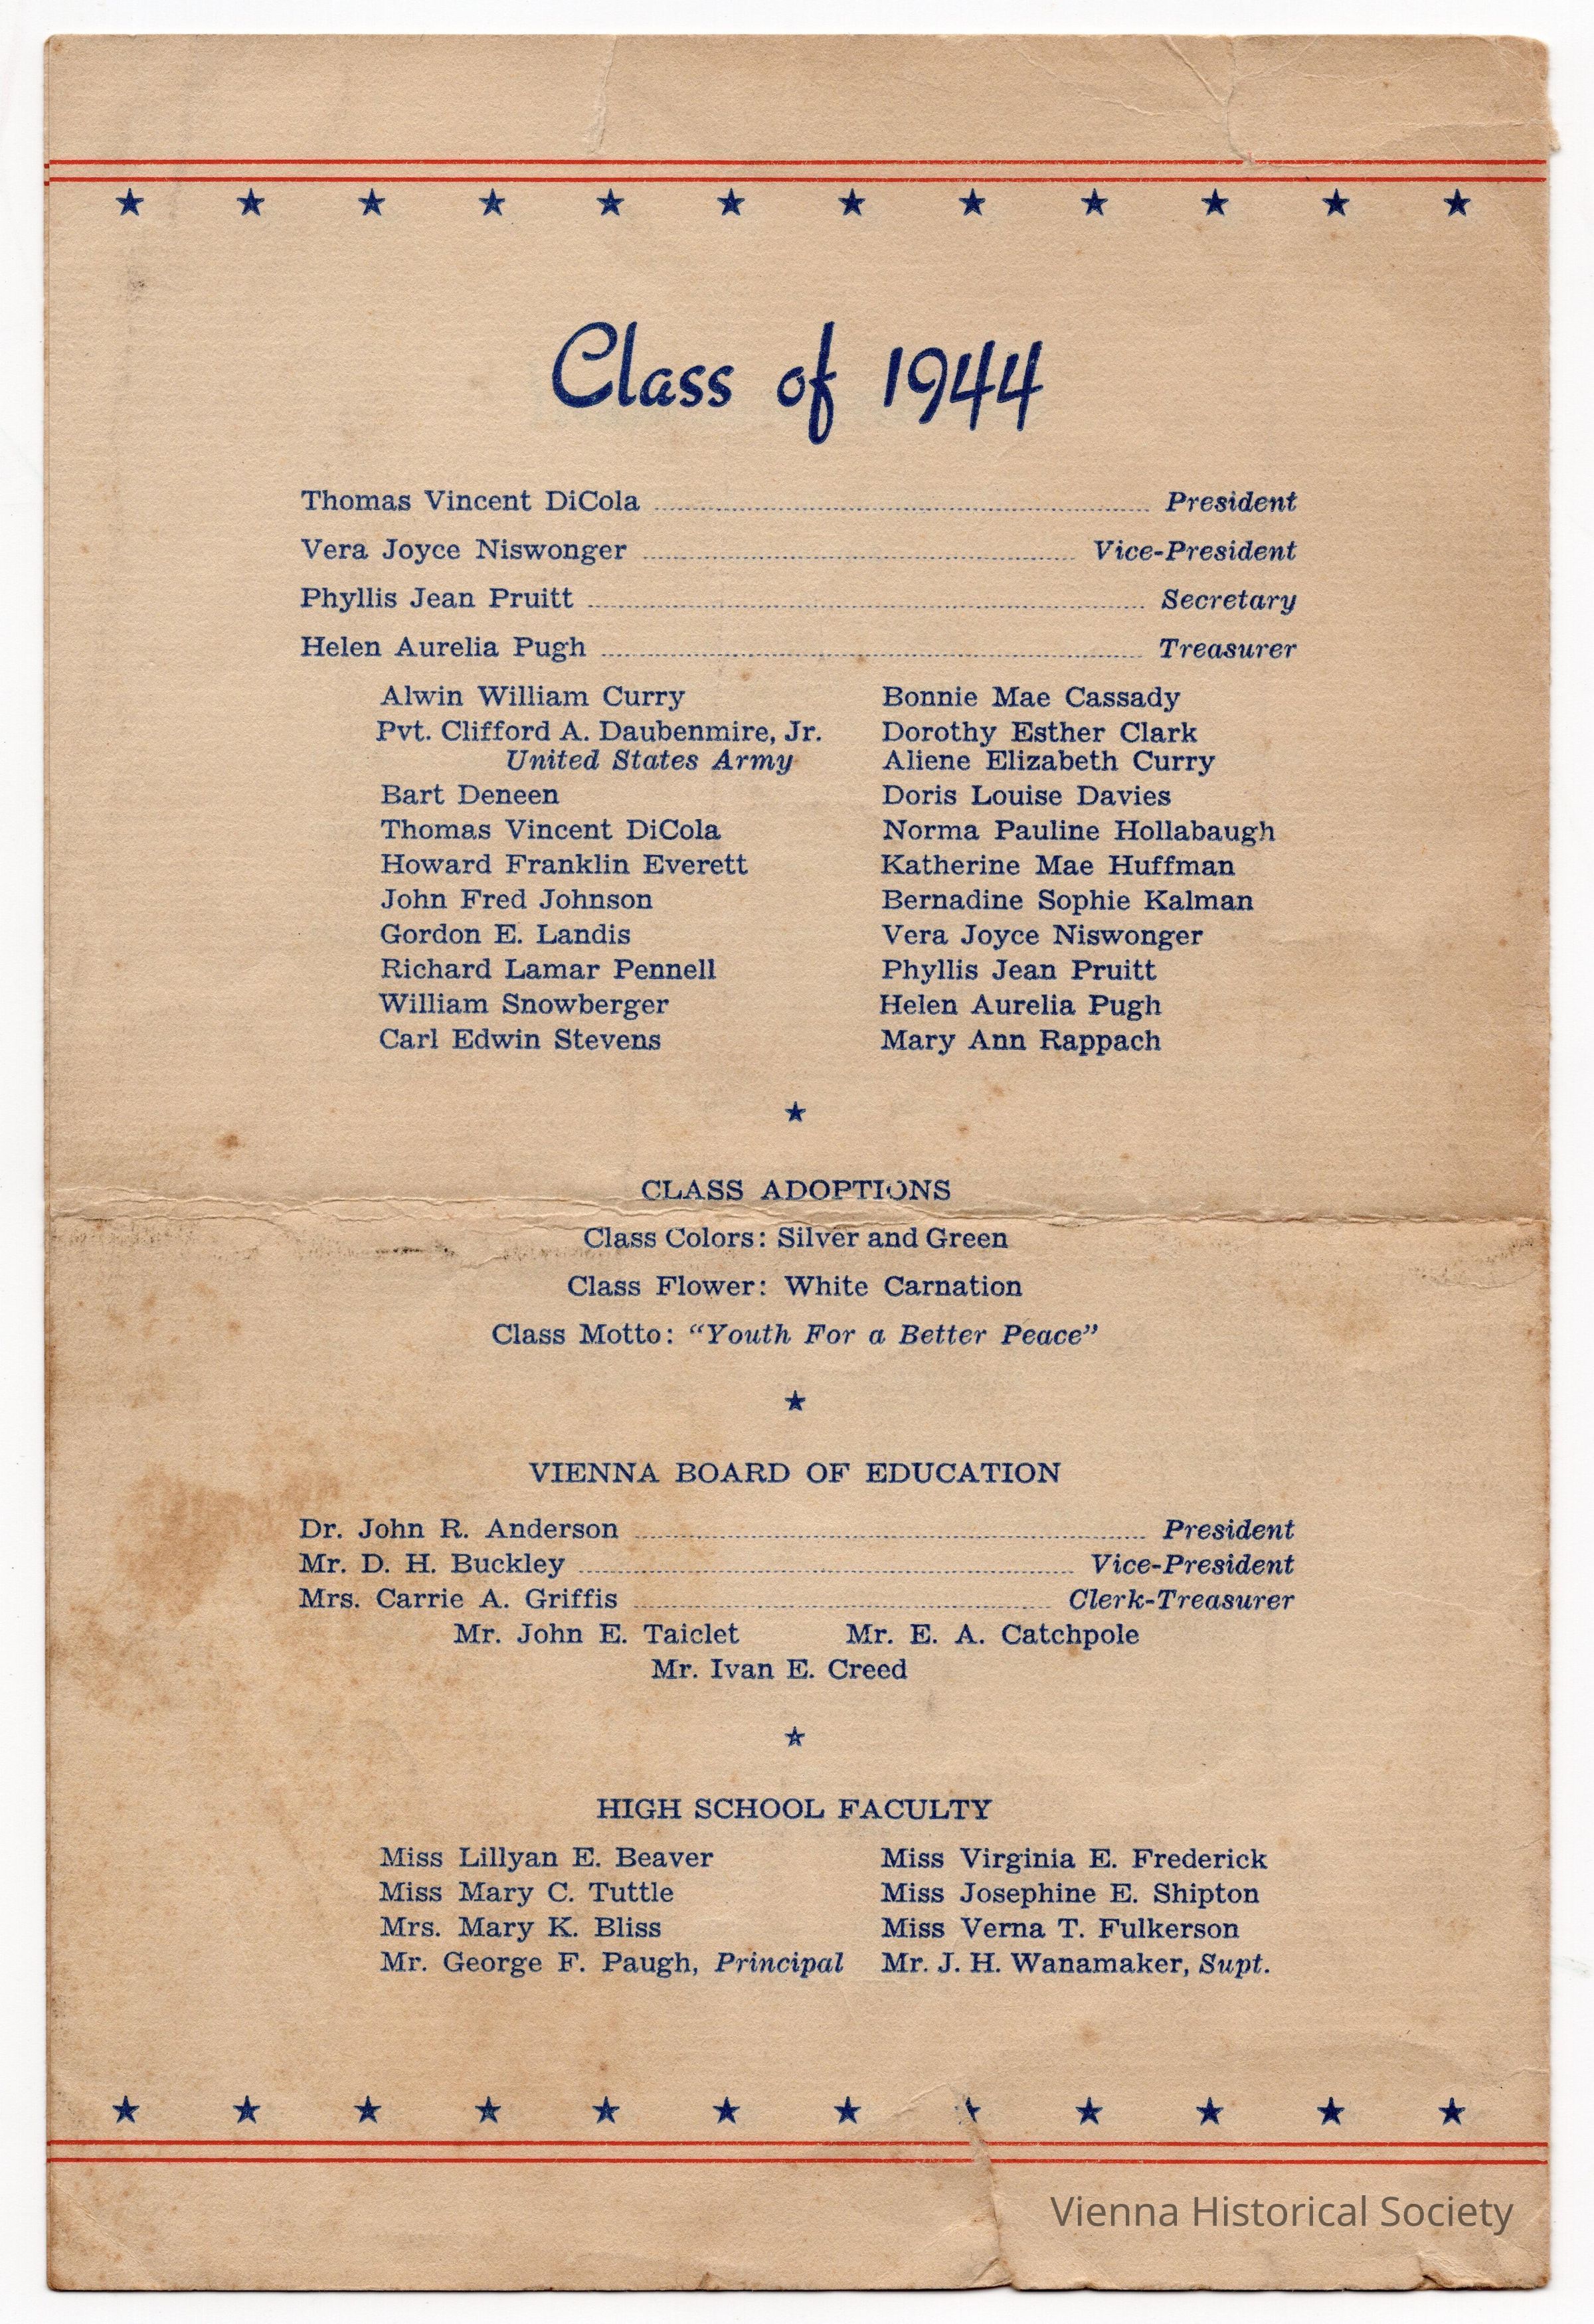 Class of 1944
Thomas Vincent DiCola President
Vera Joyce Niswonger Vice-President
Phyllis Jean Pruitt Secretary
Helen Aurelia Pugh Treasurer
Alwin William Curry
Pvt. Clifford A. Daubenmire, Jr.
United States Army
Bart Deneen
Thomas Vincent DiCola
Howard Franklin Everett
John Fred Johnson
Gordon E. Landis
Richard Lamar Pennell
William Snowberger
Carl Edwin Stevens
Bonnie Mae Cassady
Dorothy Esther Clark
Aliene Elizabeth Curry
Doris Louise Davies
Norma Pauline Hollabaugh
Katherine Mae Huffman
Bernadine Sophie Kalman
Vera Joyce Niswonger
Phyllis Jean Pruitt
Helen Aurelia Pugh
Mary Ann Rappach
CLASS ADOPTIONS
Class Colors: Silver and Green
Class Flower: White Carnation
Class Motto: “Youth For a Better Peace”
VIENNA BOARD OF EDUCATION
Dr. John R. Anderson President
Mr. D. H. Buckley Vice-President
Mrs. Carrie A. Griffis Clerk-Treasurer
Mr. John E. Taiclet Mr. E. A. Catchpole
Mr. Ivan E. Creed
HIGH SCHOOL FACULTY
Miss Lillyan E. Beaver
Miss Mary C. Tuttle
Mrs. Mary K. Bliss
Mr. George F. Paugh, Principal
Miss Virginia E. Frederick
Miss Josephine E. Shipton
Miss Verna T. Fulkerson
Mr. J. H. Wanamaker, Supt.
Vienna Historical Society